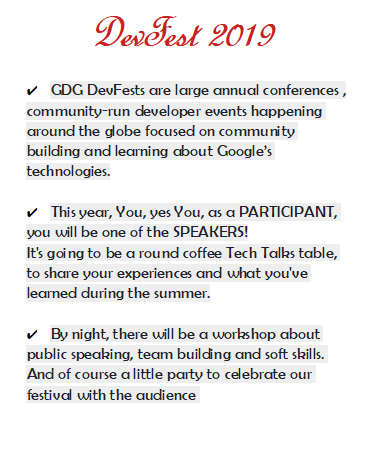 DevFest 2019
✔ GDG DevFests are large annual conferences ,
community-run developer events happening
around the globe focused on community
building and learning about Google's
technologies.
✔ This year, You, yes You, as a PARTICIPANT,
you will be one of the SPEAKERS!
It's going to be a round coffee Tech Talks table,
to share your experiences and what you've
learned during the summer.
✔ By night, there will be a workshop about
public speaking, team building and soft skills.
And of course a little party to celebrate our
festival with the audience